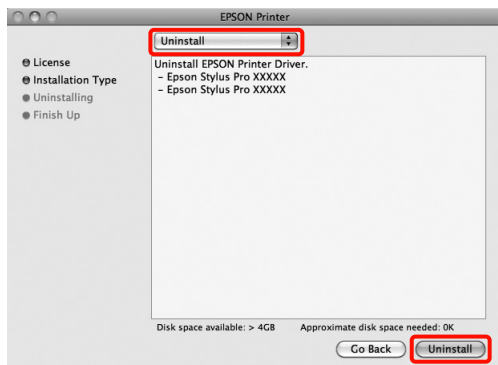 EPSON Printer
Uninstall
License
Installation Type
Uninstalling
Finish Up
Uninstall EPSON Printer Driver.
- Epson Stylus Pro XXXXX
- Epson Stylus Pro XXXXX
Disk space available: > 4GB Approximate disk space needed: 0K
Go Back Uninstall